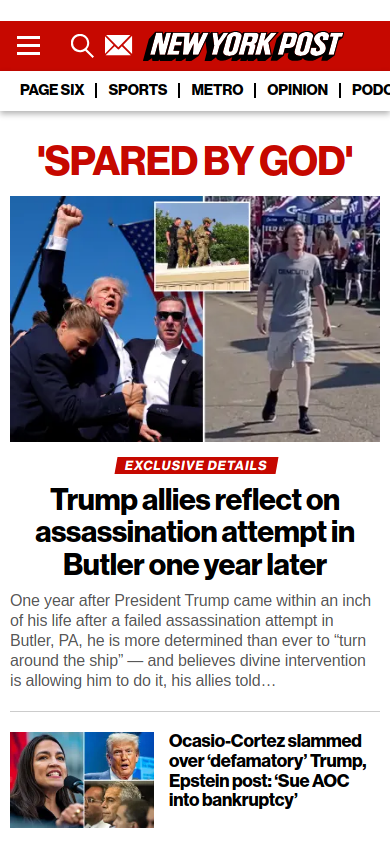 NEW YORK POST
PAGE SIX | SPORTS | METRO | OPINION | PODC
'SPARED BY GOD'
EXCLUSIVE DETAILS
Trump allies reflect on
assassination attempt in
Butler one year later
One year after President Trump came within an inch
of his life after a failed assassination attempt in
Butler, PA, he is more determined than ever to “turn
around the ship” — and believes divine intervention
is allowing him to do it, his allies told…
Ocasio-Cortez slammed
over ‘defamatory’ Trump,
Epstein post: ‘Sue AOC
into bankruptcy’